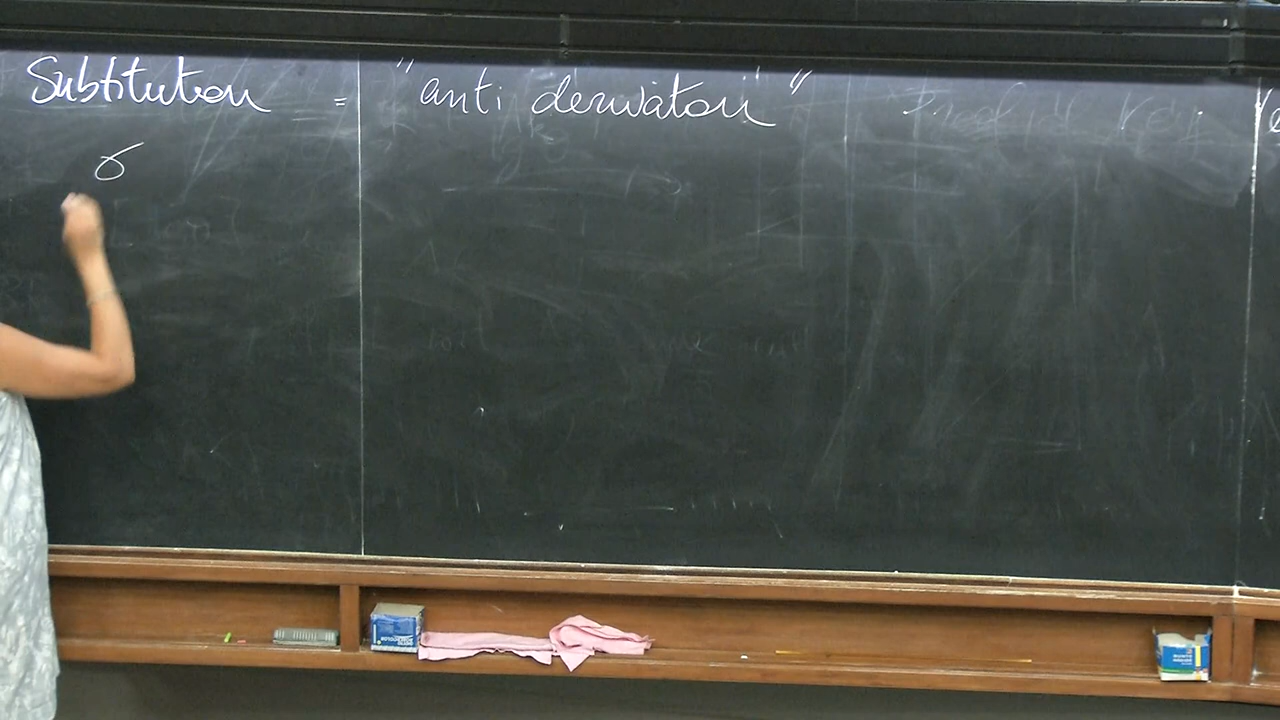 Subtitution = "anti derivation"
σ